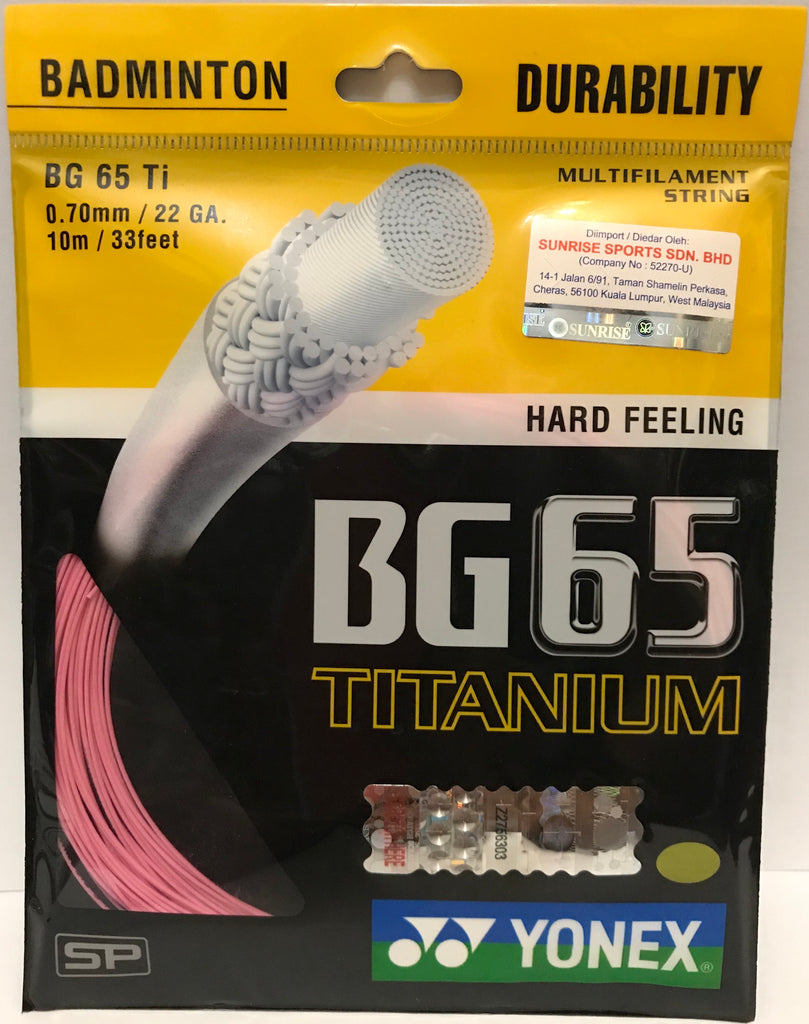 BADMINTON
DURABILITY
BG 65 Ti
0.70mm / 22 GA.
10m / 33feet
MULTIFILAMENT
STRING
Diimport / Diedar Oleh:
SUNRISE SPORTS SDN. BHD
(Company No : 52270-U)
14-1 Jalan 6/91, Taman Shamelin Perkasa,
Cheras, 56100 Kuala Lumpur, West Malaysia
SUNRISE
HARD FEELING
BG65
TITANIUM
22756303
SP
YONEX®